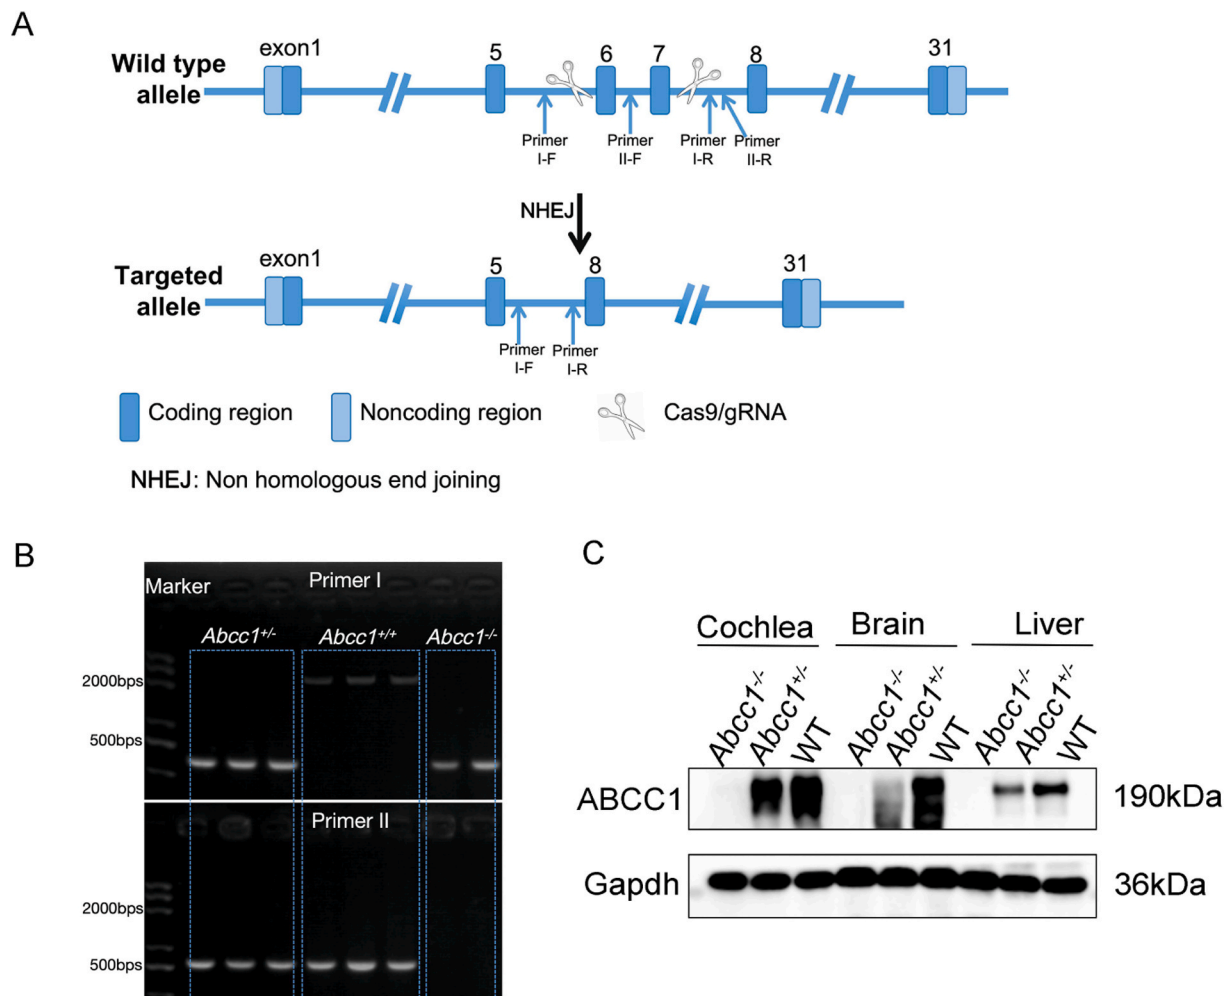 A
exon1
5
6
7
8
31
Wild type
allele
Primer
I-F
Primer
II-F
Primer
I-R
Primer
II-R
NHEJ
exon1
5
8
31
Targeted
allele
Primer
I-F
Primer
I-R
Coding region
Noncoding region
Cas9/gRNA
NHEJ: Non homologous end joining
B
Marker
Primer I
Abcc1+/-
Abcc1+/+
Abcc1-/-
2000bps
500bps
Primer II
2000bps
500bps
C
Cochlea
Brain
Liver
Abcc1-/-
Abcc1+/-
WT
Abcc1-/-
Abcc1+/-
WT
Abcc1-/-
Abcc1+/-
WT
ABCC1
190kDa
Gapdh
36kDa